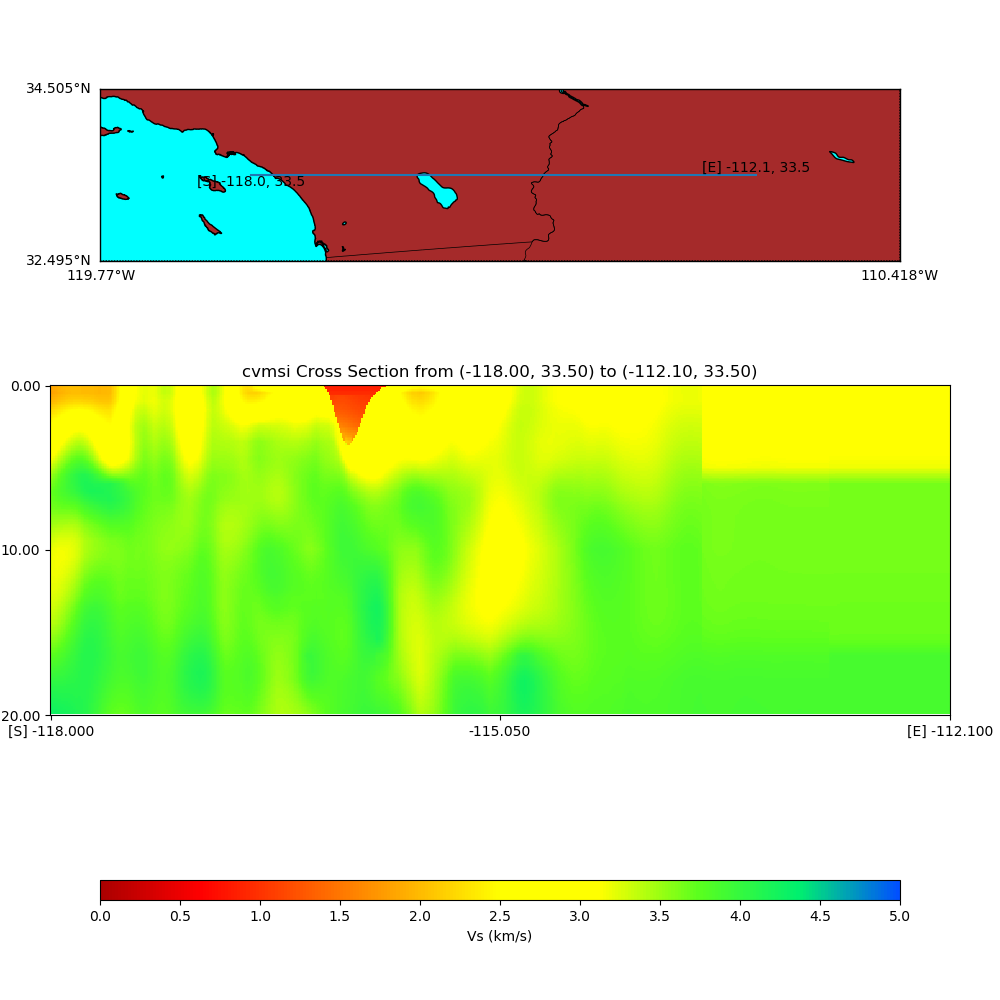 34.505°N
[E] -112.1, 33.5
[S] -118.0, 33.5
32.495°N
119.77°W 110.418°W
cvmsi Cross Section from (-118.00, 33.50) to (-112.10, 33.50)
0.00
10.00
20.00
[S] -118.000 -115.050 [E] -112.100
0.0 0.5 1.0 1.5 2.0 2.5 3.0 3.5 4.0 4.5 5.0
Vs (km/s)